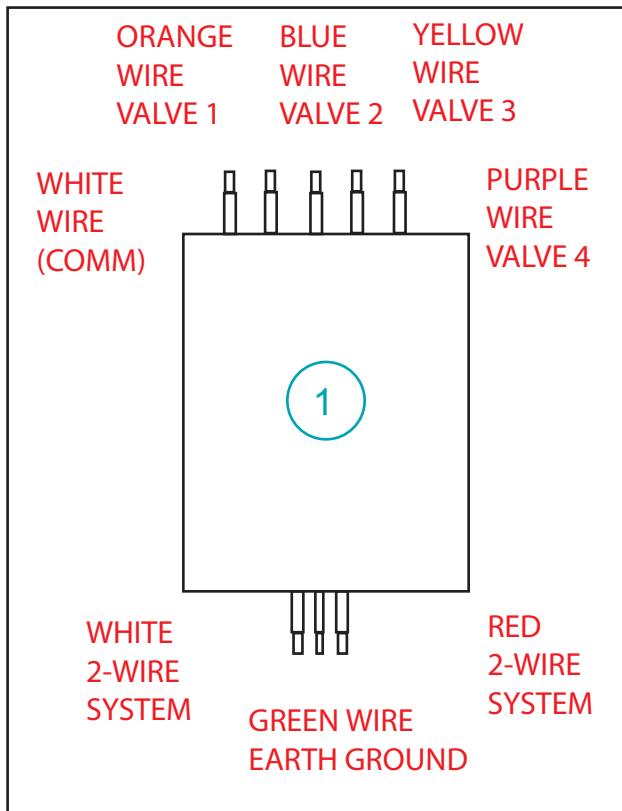 ORANGE
WIRE
VALVE 1
BLUE
WIRE
VALVE 2
YELLOW
WIRE
VALVE 3
WHITE
WIRE
(COMM)
PURPLE
WIRE
VALVE 4
1
WHITE
2-WIRE
SYSTEM
GREEN WIRE
EARTH GROUND
RED
2-WIRE
SYSTEM